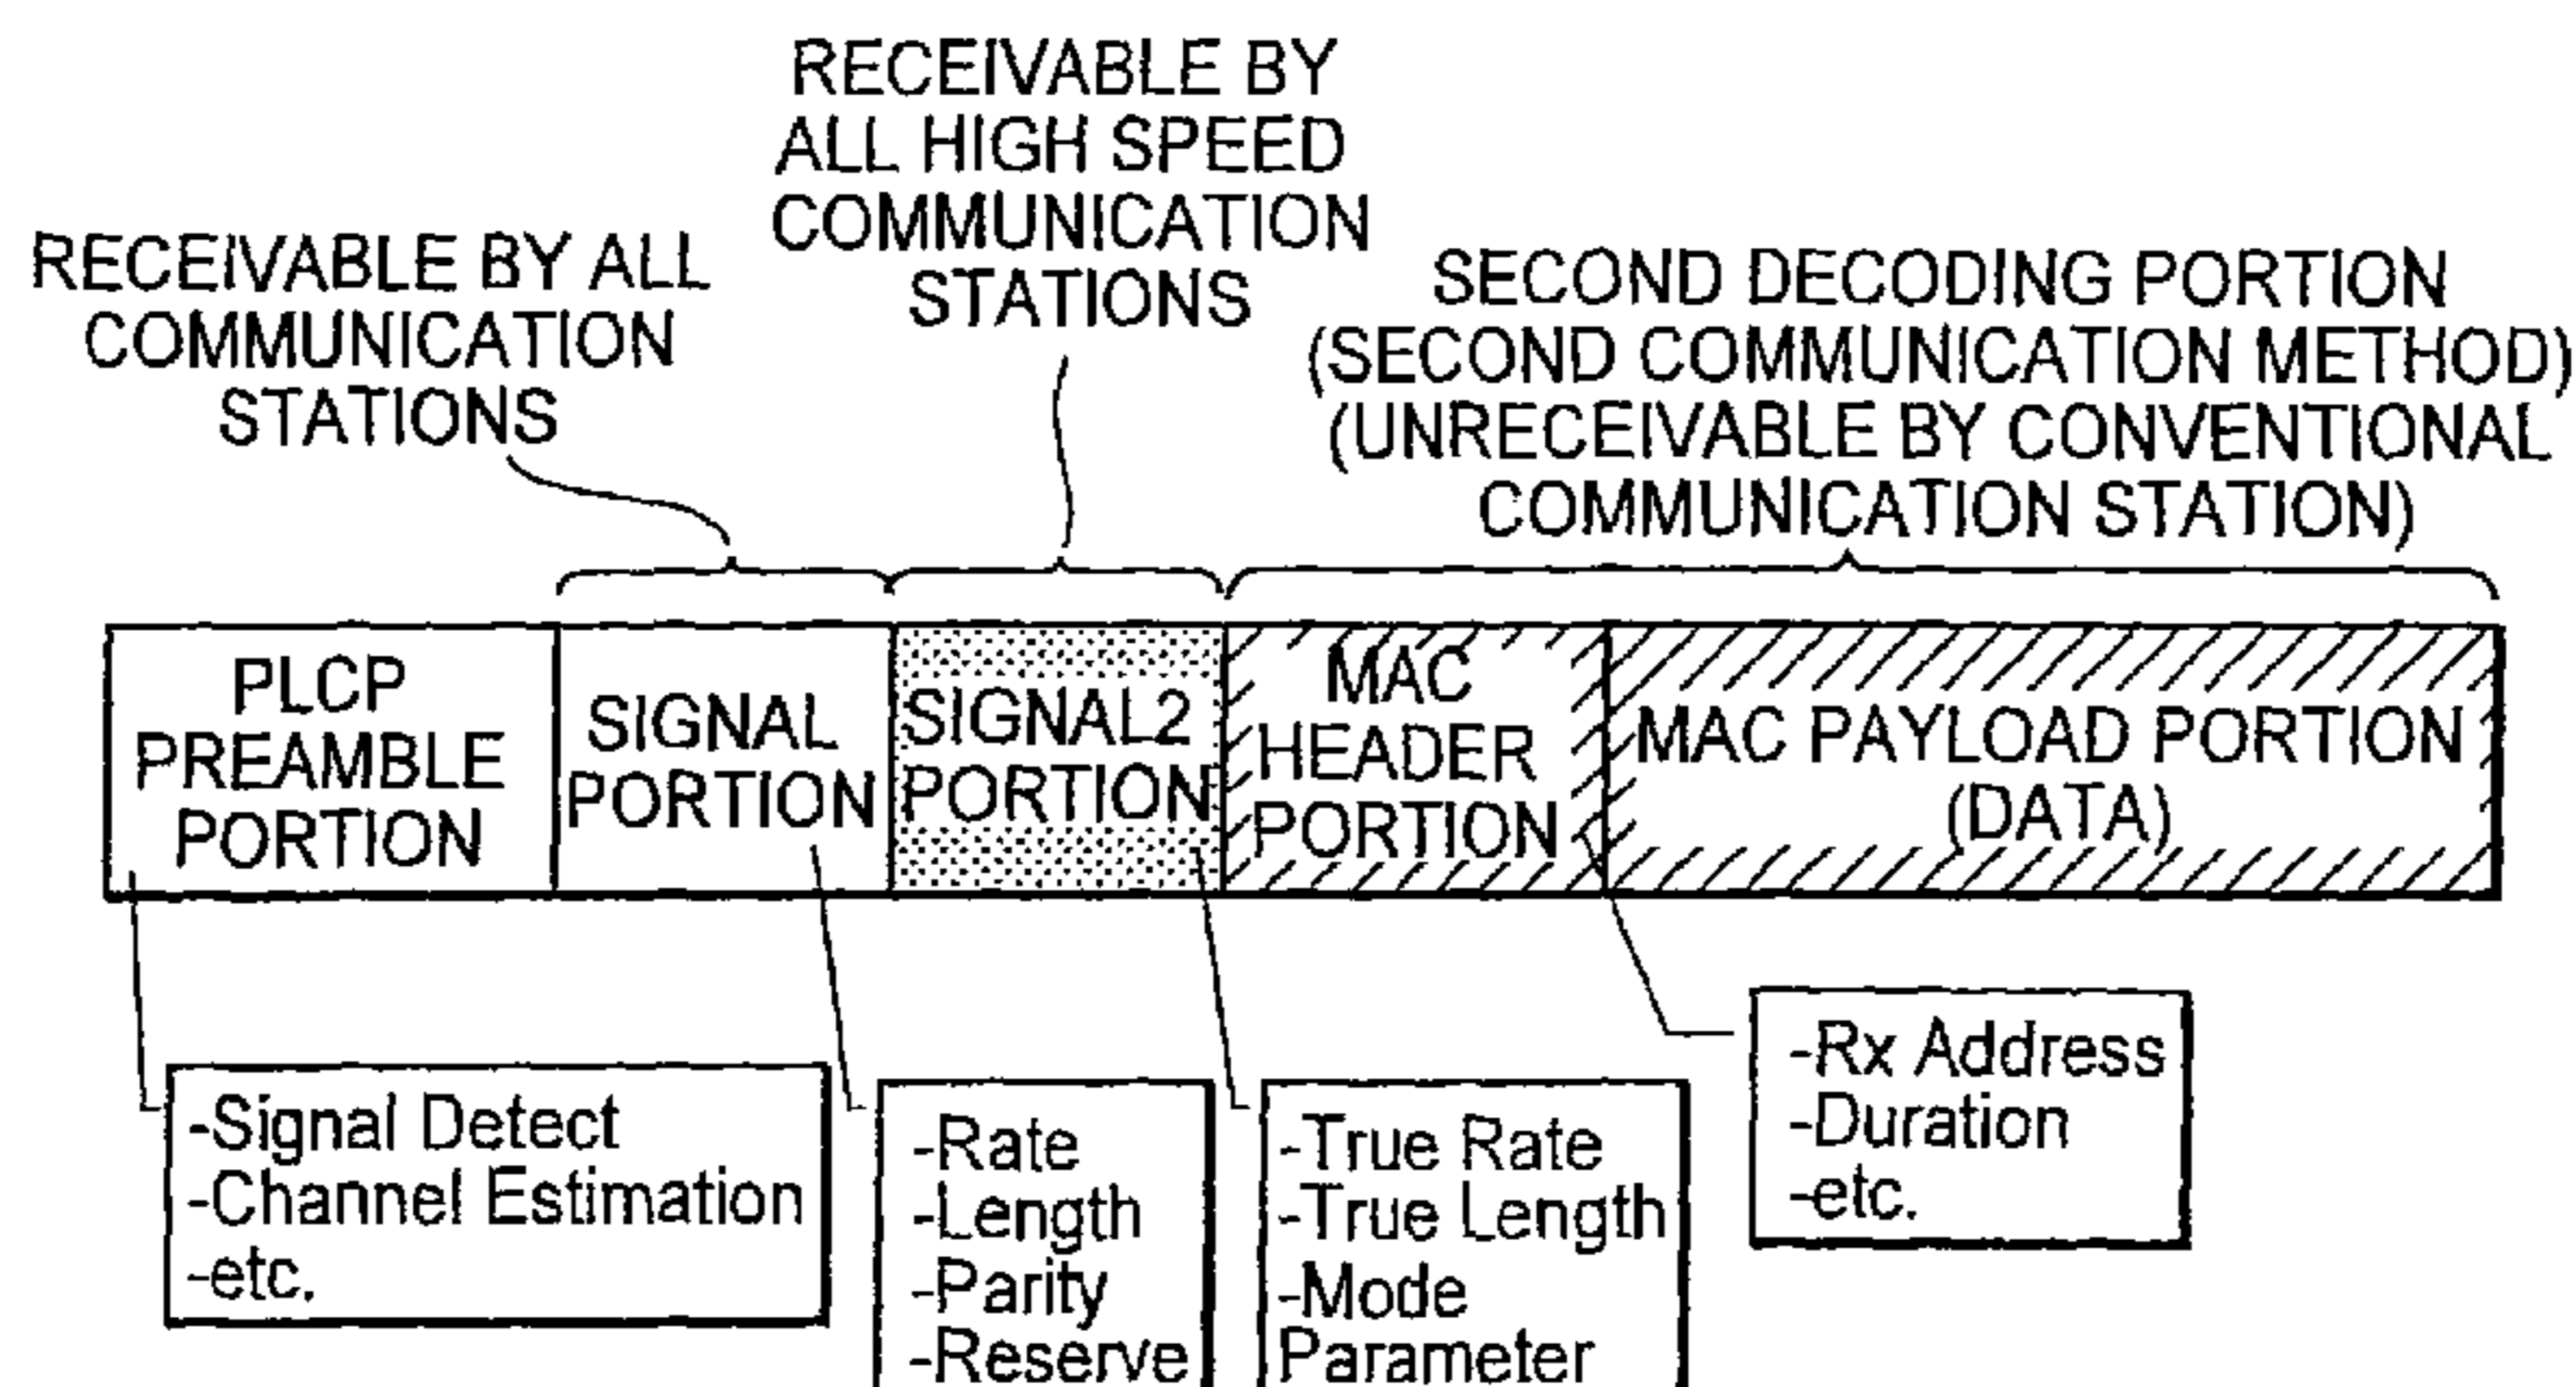 RECEIVABLE BY ALL
COMMUNICATION
STATIONS
RECEIVABLE BY
ALL HIGH SPEED
COMMUNICATION
STATIONS
SECOND DECODING PORTION
(SECOND COMMUNICATION METHOD)
(UNRECEIVABLE BY CONVENTIONAL
COMMUNICATION STATION)
PLCP
PREAMBLE
PORTION
SIGNAL
PORTION
SIGNAL2
PORTION
MAC
HEADER
PORTION
MAC PAYLOAD PORTION
(DATA)
-Signal Detect
-Channel Estimation
-etc.
-Rate
-Length
-Parity
-Reserve
-True Rate
-True Length
-Mode
Parameter
-Rx Address
-Duration
-etc.